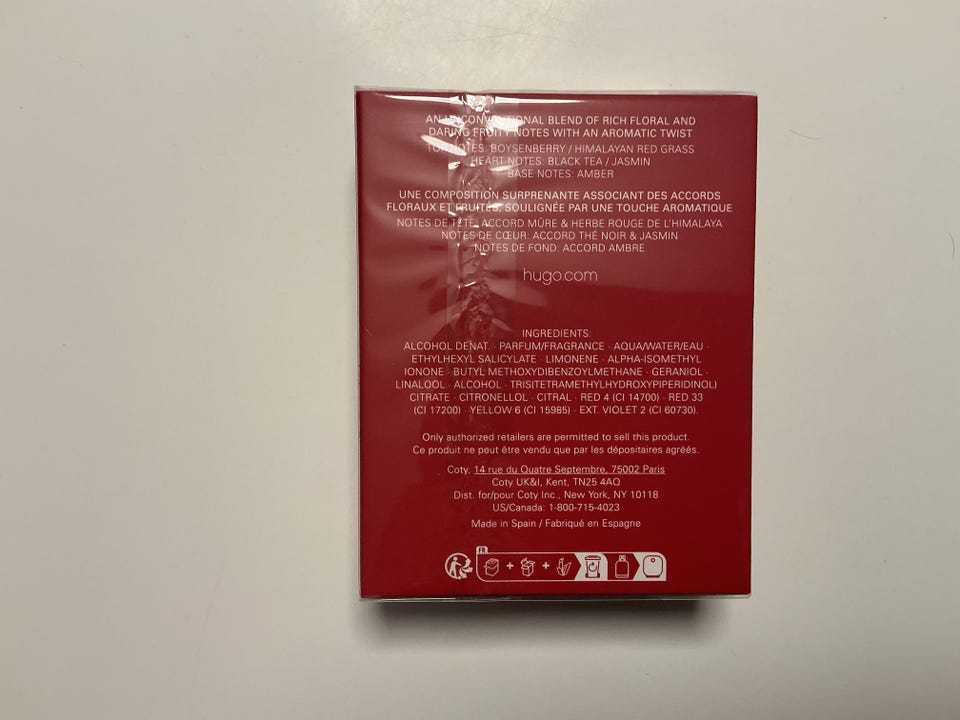 AN UNCONVENTIONAL BLEND OF RICH FLORAL AND
DARING FRUITY NOTES WITH AN AROMATIC TWIST
TOP NOTES: BOYSENBERRY / HIMALAYAN RED GRASS
HEART NOTES: BLACK TEA / JASMIN
BASE NOTES: AMBER
UNE COMPOSITION SURPRENANTE ASSOCIANT DES ACCORDS
FLORAUX ET FRUITÉS, SOULIGNÉE PAR UNE TOUCHE AROMATIQUE
NOTES DE TÊTE: ACCORD MÛRE & HERBE ROUGE DE L'HIMALAYA
NOTES DE CŒUR: ACCORD THÉ NOIR & JASMIN
NOTES DE FOND: ACCORD AMBRE
hugo.com
INGREDIENTS:
ALCOHOL DENAT. · PARFUM/FRAGRANCE · AQUA/WATER/EAU ·
ETHYLHEXYL SALICYLATE · LIMONENE · ALPHA-ISOMETHYL
IONONE · BUTYL METHOXYDIBENZOYLMETHANE · GERANIOL ·
LINALOOL · ALCOHOL · TRIS(TETRAMETHYLHYDROXYPIPERIDINOL)
CITRATE · CITRONELLOL · CITRAL · RED 4 (CI 14700) · RED 33
(CI 17200) · YELLOW 6 (CI 15985) · EXT. VIOLET 2 (CI 60730).
Only authorized retailers are permitted to sell this product.
Ce produit ne peut être vendu que par les dépositaires agréés.
Coty, 14 rue du Quatre Septembre, 75002 Paris
Coty UK&I, Kent, TN25 4AQ
Dist. for/pour Coty Inc., New York, NY 10118
US/Canada: 1-800-715-4023
Made in Spain / Fabriqué en Espagne
FR